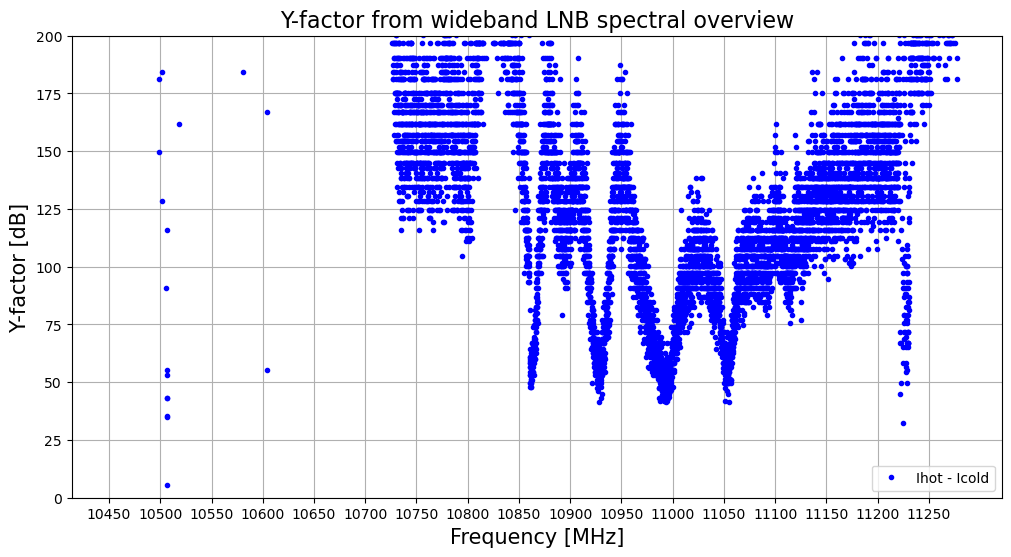 Y-factor from wideband LNB spectral overview
Y-factor [dB]
200
175
150
125
100
75
50
25
0
Ihot - Icold
10450 10500 10550 10600 10650 10700 10750 10800 10850 10900 10950 11000 11050 11100 11150 11200 11250
Frequency [MHz]